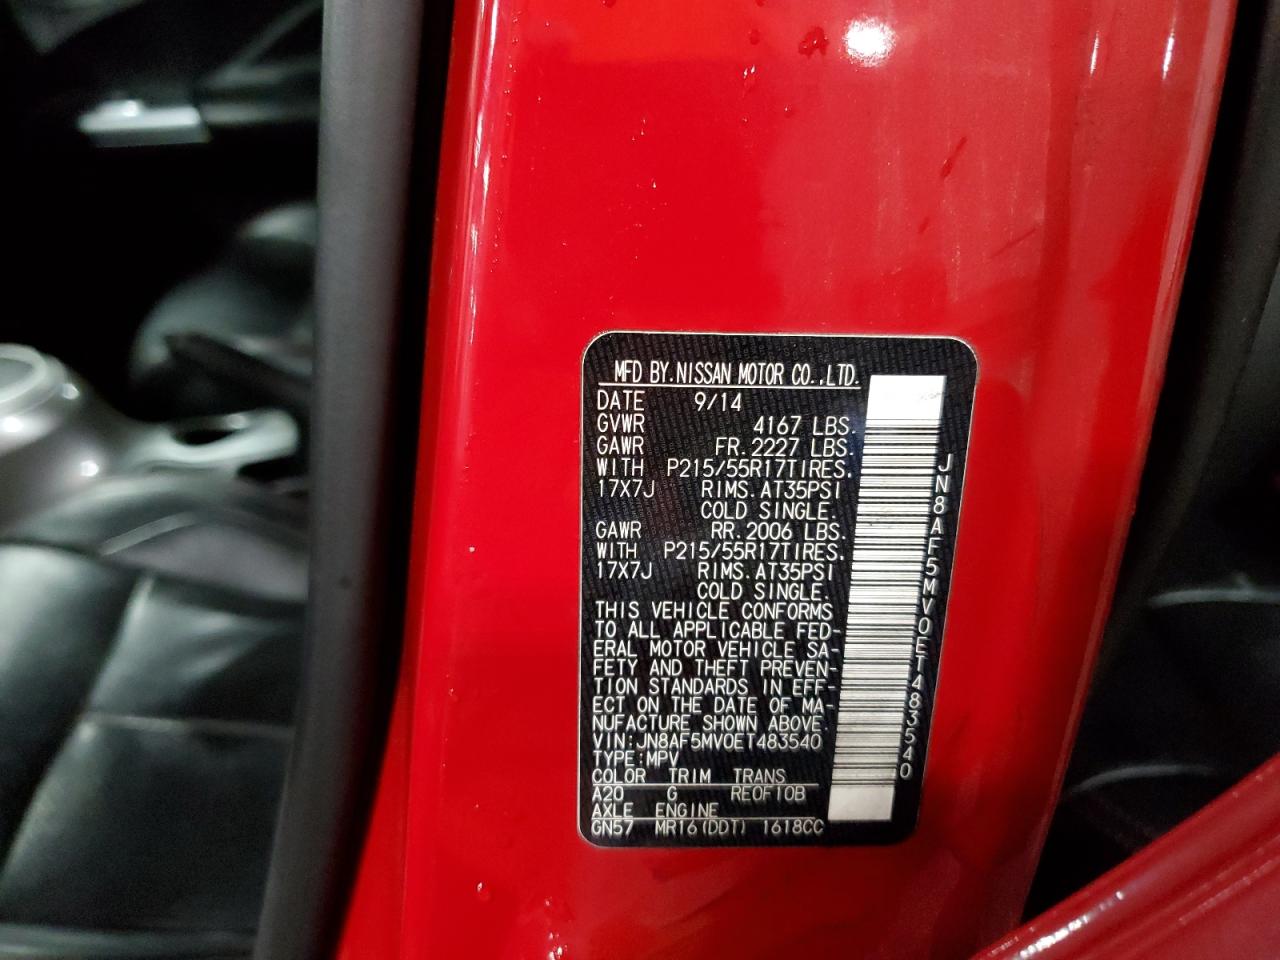 MFD BY.NISSAN MOTOR CO.,LTD.
DATE 9/14
GVWR 4167 LBS.
GAWR FR.2227 LBS.
WITH P215/55R17TIRES.
17X7J RIMS.AT35PSI
COLD SINGLE.
GAWR RR.2006 LBS.
WITH P215/55R17TIRES.
17X7J RIMS.AT35PSI
COLD SINGLE.
THIS VEHICLE CONFORMS
TO ALL APPLICABLE FED-
ERAL MOTOR VEHICLE SA-
FETY AND THEFT PREVEN-
TION STANDARDS IN EFF-
ECT ON THE DATE OF MA-
NUFACTURE SHOWN ABOVE.
VIN:JN8AF5MV0ET483540
TYPE:MPV
COLOR TRIM TRANS
A20 G RE0F10B
AXLE ENGINE
GN57 MR16(DDT) 1618CC
JN8AF5MV0ET483540